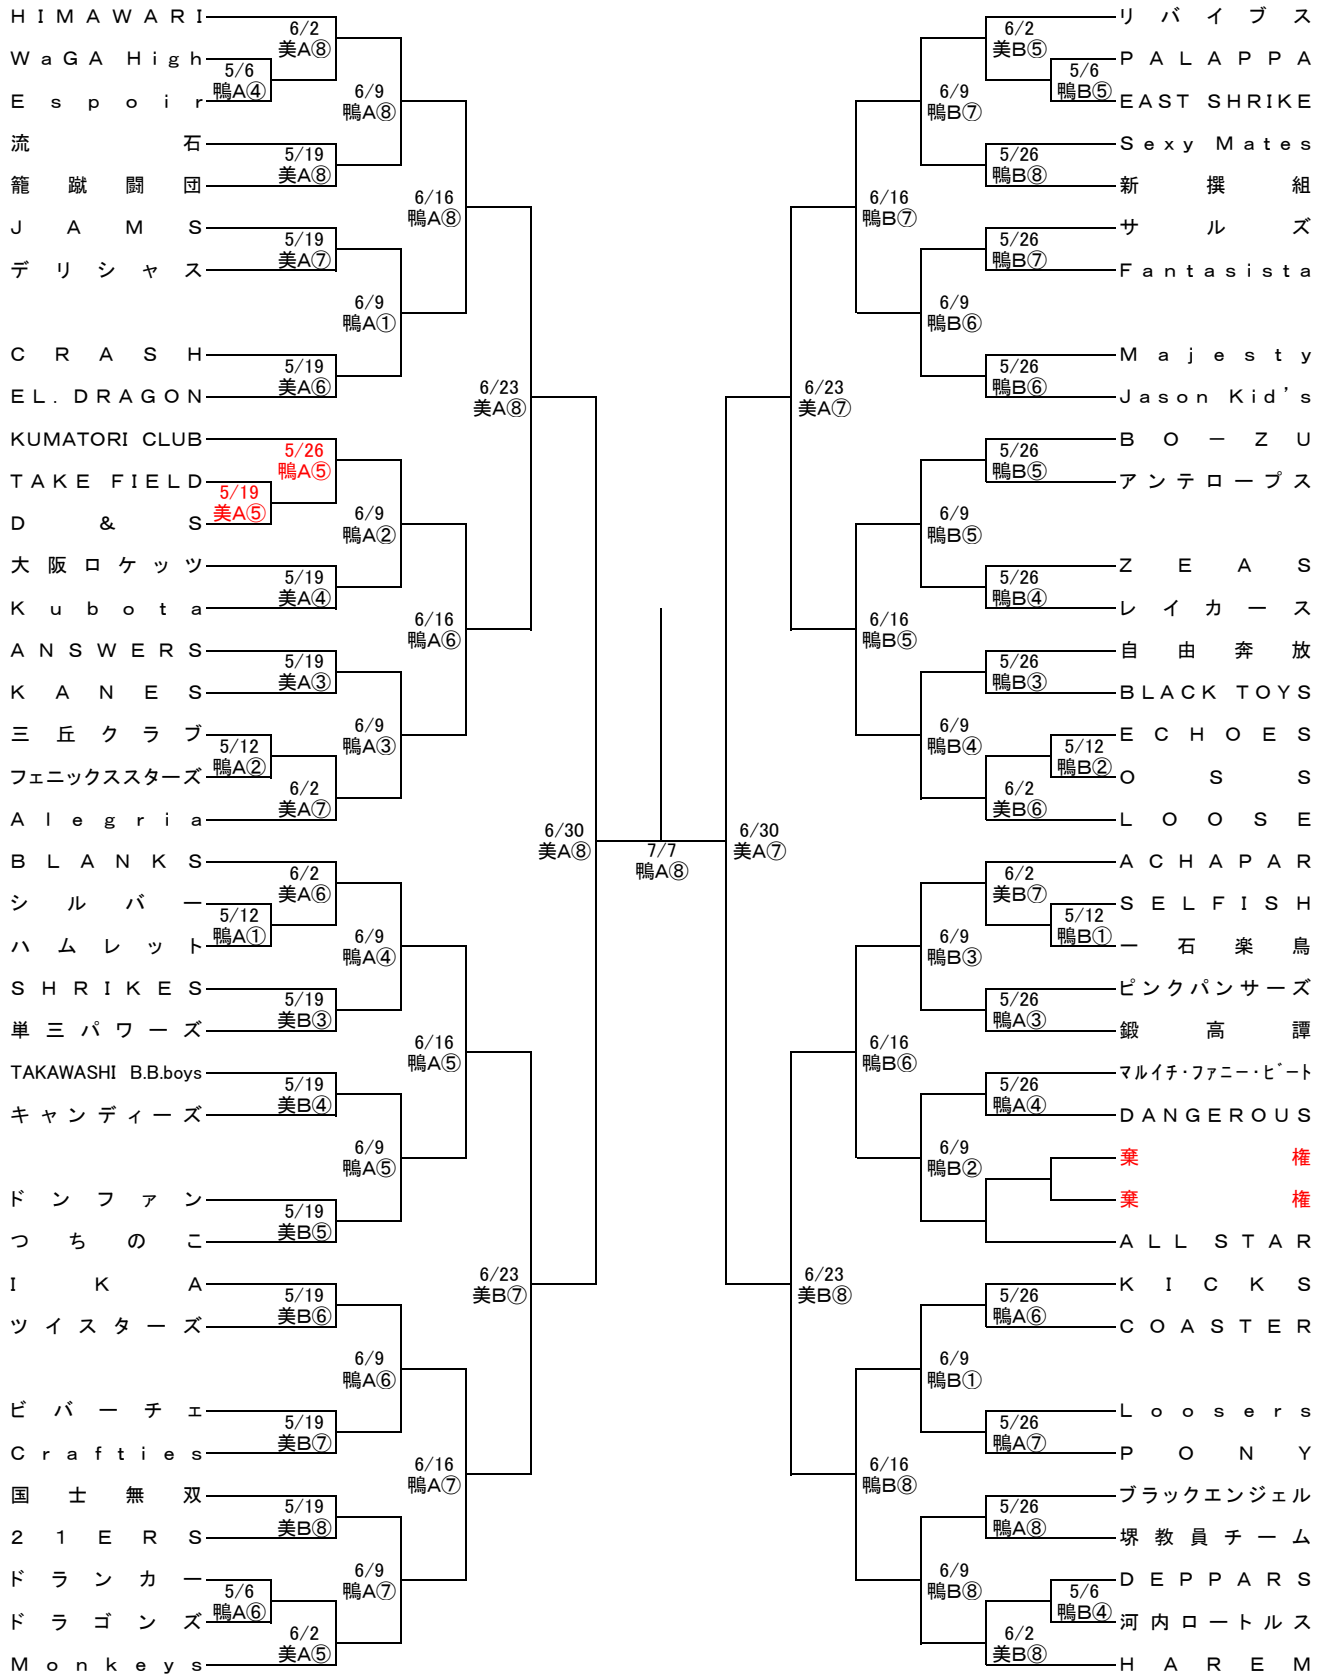 HIMAWARI
6/2
美A⑧
WaGA High
5/6
鴨A④
Espoir
6/9
鴨A⑧
流石
5/19
美A⑧
籠蹴闘団
6/16
鴨A⑧
JAMS
5/19
美A⑦
デリシャス
6/9
鴨A①
CRASH
5/19
美A⑥
EL. DRAGON
6/23
美A⑧
KUMATORI CLUB
5/26
鴨A⑤
TAKE FIELD
5/19
美A⑤
D&S
6/9
鴨A②
大阪ロケッツ
5/19
美A④
Kubota
6/16
鴨A⑥
ANSWERS
5/19
美A③
KANES
6/9
鴨A③
三丘クラブ
5/12
鴨A②
フェニックススターズ
6/2
美A⑦
Alegria
6/30
美A⑧
BLANKS
6/2
美A⑥
シルバー
5/12
鴨A①
ハムレット
6/9
鴨A④
SHRIKES
5/19
美B③
単三パワーズ
6/16
鴨A⑤
TAKAWASHI B.B.boys
5/19
美B④
キャンディーズ
6/9
鴨A⑤
ドンファン
5/19
美B⑤
つちのこ
6/23
美B⑦
IKA
5/19
美B⑥
ツイスターズ
6/9
鴨A⑥
ビバーチェ
5/19
美B⑦
Crafties
6/16
鴨A⑦
国士無双
5/19
美B⑧
21ERS
6/9
鴨A⑦
ドランカー
5/6
鴨A⑥
ドラゴンズ
6/2
美A⑤
Monkeys
7/7
鴨A⑧
リバイブス
6/2
美B⑤
PALAPPA
5/6
鴨B⑤
EAST SHRIKE
6/9
鴨B⑦
Sexy Mates
5/26
鴨B⑧
新撰組
6/16
鴨B⑦
サルズ
5/26
鴨B⑦
Fantasista
6/9
鴨B⑥
Majesty
5/26
鴨B⑥
Jason Kid's
6/23
美A⑦
BO－ZU
5/26
鴨B⑤
アンテロープス
6/9
鴨B⑤
ZEAS
5/26
鴨B④
レイカース
6/16
鴨B⑤
自由奔放
5/26
鴨B③
BLACK TOYS
6/9
鴨B④
ECHOES
5/12
鴨B②
OSS
6/2
美B⑥
LOOSE
6/30
美A⑦
ACHAPAR
6/2
美B⑦
SELFISH
5/12
鴨B①
一石楽鳥
6/9
鴨B③
ピンクパンサーズ
5/26
鴨A③
鍛高譚
6/16
鴨B⑥
マルイチ・ファニー・ビート
5/26
鴨A④
DANGEROUS
6/9
鴨B②
棄権
棄権
ALL STAR
6/23
美B⑧
KICKS
5/26
鴨A⑥
COASTER
6/9
鴨B①
Loosers
5/26
鴨A⑦
PONY
6/16
鴨B⑧
ブラックエンジェル
5/26
鴨A⑧
堺教員チーム
6/9
鴨B⑧
DEPPARS
5/6
鴨B④
河内ロートルス
6/2
美B⑧
HAREM